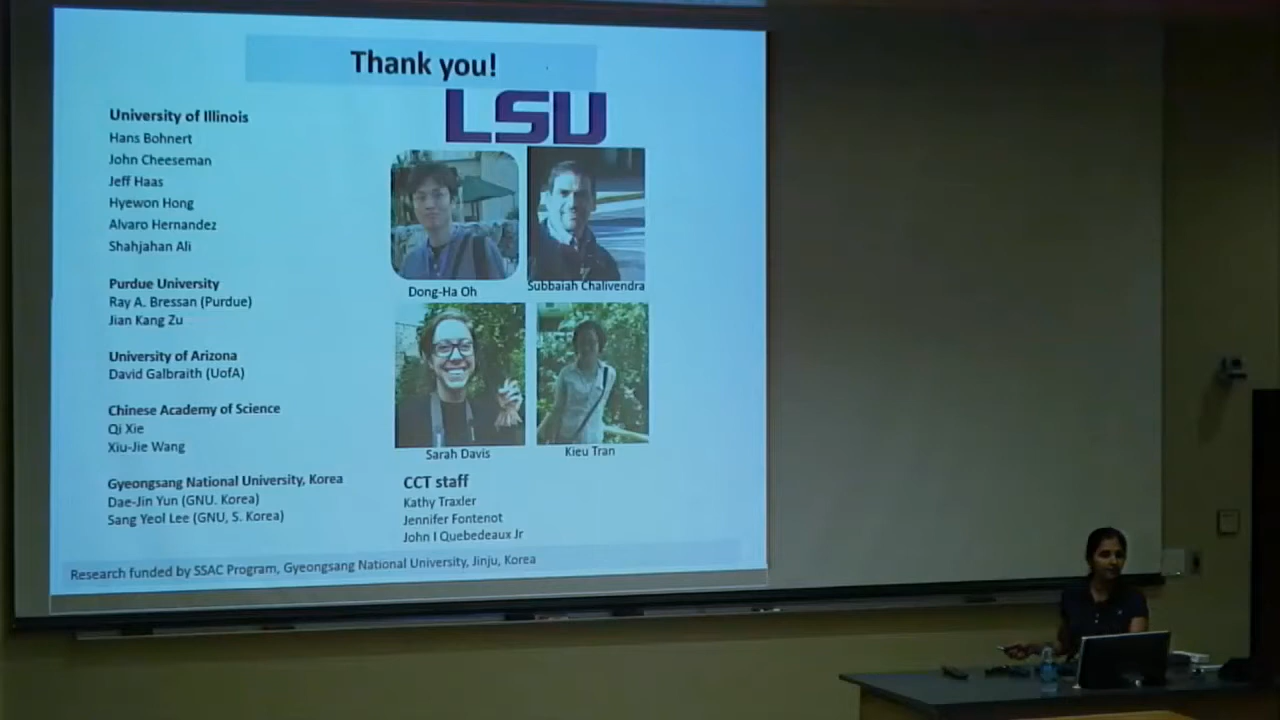 Thank you!
LSU
University of Illinois
Hans Bohnert
John Cheeseman
Jeff Haas
Hyewon Hong
Alvaro Hernandez
Shahjahan Ali
Purdue University
Ray A. Bressan (Purdue)
Jian Kang Zu
University of Arizona
David Galbraith (UofA)
Chinese Academy of Science
Qi Xie
Xiu-Jie Wang
Gyeongsang National University, Korea
Dae-Jin Yun (GNU. Korea)
Sang Yeol Lee (GNU, S. Korea)
Dong-Ha Oh
Subbaiah Chalivendra
Sarah Davis
Kieu Tran
CCT staff
Kathy Traxler
Jennifer Fontenot
John I Quebedeaux Jr
Research funded by SSAC Program, Gyeongsang National University, Jinju, Korea